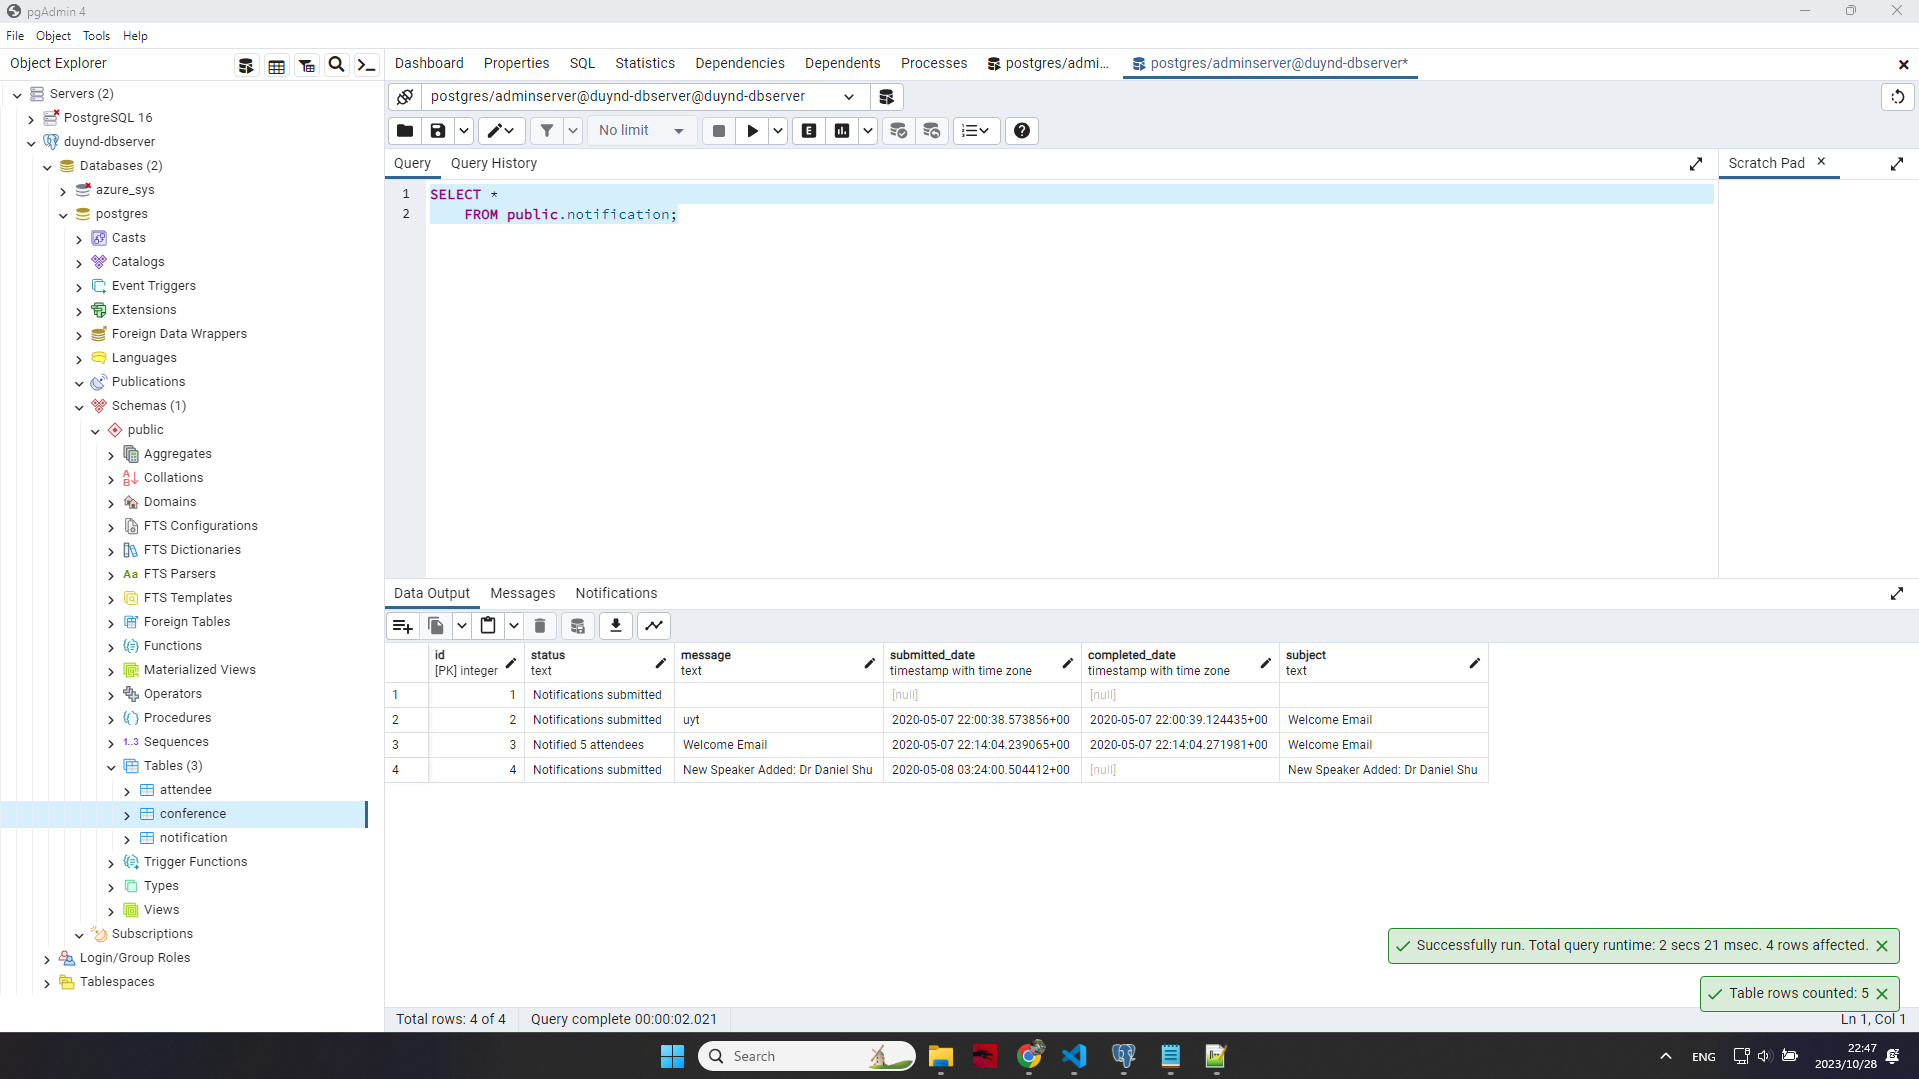 pgAdmin 4
File Object Tools Help
Object Explorer
Dashboard Properties SQL Statistics Dependencies Dependents Processes postgres/admi... postgres/adminserver@duynd-dbserver*
Servers (2)
PostgreSQL 16
duynd-dbserver
Databases (2)
azure_sys
postgres
Casts
Catalogs
Event Triggers
Extensions
Foreign Data Wrappers
Languages
Publications
Schemas (1)
public
Aggregates
Collations
Domains
FTS Configurations
FTS Dictionaries
Aa FTS Parsers
FTS Templates
Foreign Tables
Functions
Materialized Views
Operators
Procedures
1..3 Sequences
Tables (3)
attendee
conference
notification
Trigger Functions
Types
Views
Subscriptions
Login/Group Roles
Tablespaces
postgres/adminserver@duynd-dbserver@duynd-dbserver
No limit
E
Query Query History
Scratch Pad
1 SELECT *
2 FROM public.notification;
Data Output Messages Notifications
id status message submitted_date completed_date subject
[PK] integer text text timestamp with time zone timestamp with time zone text
1 1 Notifications submitted [null] [null]
2 2 Notifications submitted uyt 2020-05-07 22:00:38.573856+00 2020-05-07 22:00:39.124435+00 Welcome Email
3 3 Notified 5 attendees Welcome Email 2020-05-07 22:14:04.239065+00 2020-05-07 22:14:04.271981+00 Welcome Email
4 4 Notifications submitted New Speaker Added: Dr Daniel Shu 2020-05-08 03:24:00.504412+00 [null] New Speaker Added: Dr Daniel Shu
Successfully run. Total query runtime: 2 secs 21 msec. 4 rows affected.
Table rows counted: 5
Total rows: 4 of 4 Query complete 00:00:02.021
Ln 1, Col 1
Search
ENG
22:47
2023/10/28